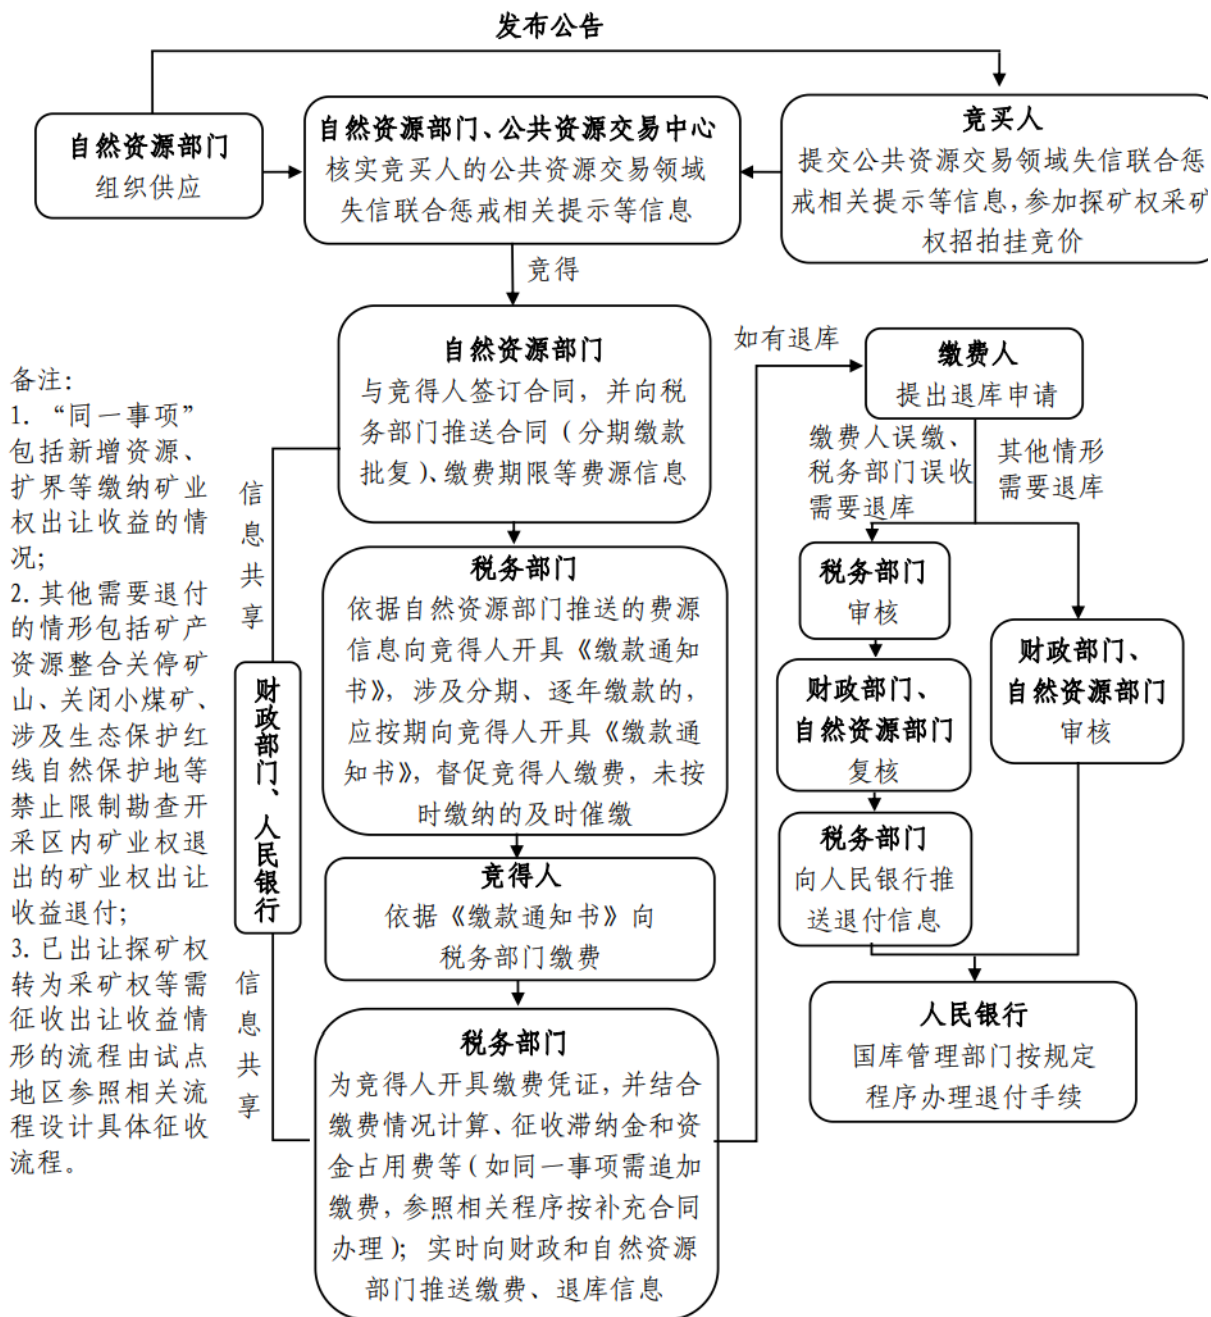 发布公告
自然资源部门
组织供应
自然资源部门、公共资源交易中心
核实竞买人的公共资源交易领域
失信联合惩戒相关提示等信息
竞买人
提交公共资源交易领域失信联合惩
戒相关提示等信息,参加探矿权采矿
权招拍挂竞价
竞得
自然资源部门
与竞得人签订合同，并向税
务部门推送合同（分期缴款
批复）、缴费期限等费源信息
税务部门
依据自然资源部门推送的费源
信息向竞得人开具《缴款通知
书》，涉及分期、逐年缴款的，
应按期向竞得人开具《缴款通
知书》，督促竞得人缴费，未按
时缴纳的及时催缴
竞得人
依据《缴款通知书》向
税务部门缴费
税务部门
为竞得人开具缴费凭证，并结合
缴费情况计算、征收滞纳金和资
金占用费等（如同一事项需追加
缴费，参照相关程序按补充合同
办理）；实时向财政和自然资源
部门推送缴费、退库信息
信息共享
财政部门、人民银行
信息共享
如有退库
缴费人
提出退库申请
缴费人误缴、
税务部门误收
需要退库
其他情形
需要退库
税务部门
审核
财政部门、
自然资源部门
复核
税务部门
向人民银行推
送退付信息
财政部门、
自然资源部门
审核
人民银行
国库管理部门按规定
程序办理退付手续
备注：
1. “同一事项”
包括新增资源、
扩界等缴纳矿业
权出让收益的情
况；
2. 其他需要退付
的情形包括矿产
资源整合关停矿
山、关闭小煤矿、
涉及生态保护红
线自然保护地等
禁止限制勘查开
采区内矿业权退
出的矿业权出让
收益退付；
3. 已出让探矿权
转为采矿权等需
征收出让收益情
形的流程由试点
地区参照相关流
程设计具体征收
流程。